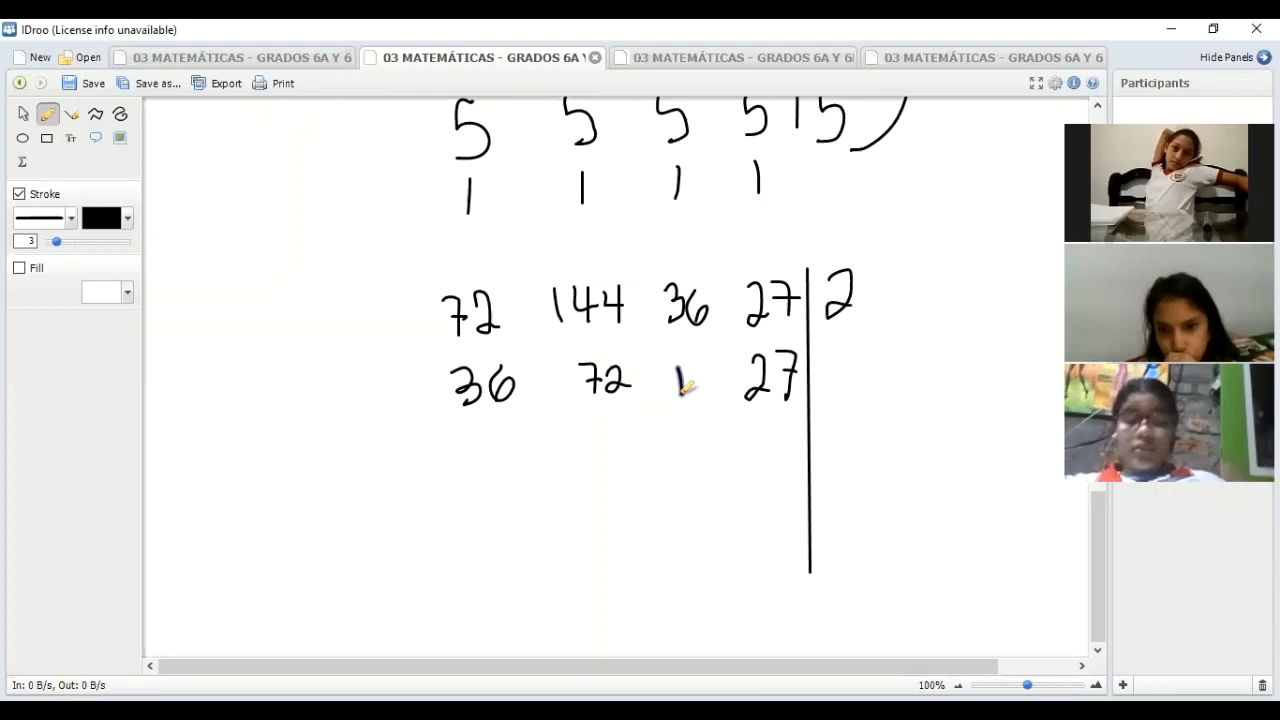 IDroo (License info unavailable)
New Open 03 MATEMÁTICAS - GRADOS 6A Y 6 03 MATEMÁTICAS - GRADOS 6A Y 03 MATEMÁTICAS - GRADOS 6A Y 6 03 MATEMÁTICAS - GRADOS 6A Y 6 Hide Panels
Save Save as... Export Print Participants
Tt
Σ
Stroke
3
Fill
5 5 5 5 15
1 1 1 1
72 144 36 27 2
36 72 1 27
In: 0 B/s, Out: 0 B/s 100%